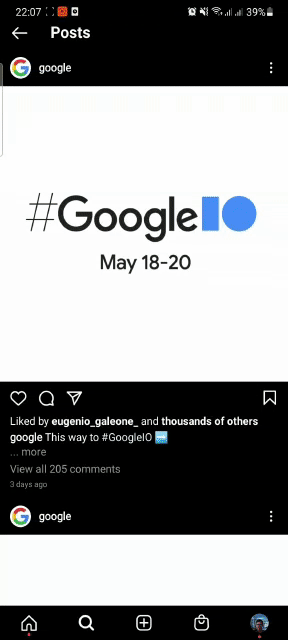 22:07 39%
Posts
google
#GoogleIO
May 18-20
Liked by eugenio_galeone_ and thousands of others
google This way to #GoogleIO
... more
View all 205 comments
3 days ago
google